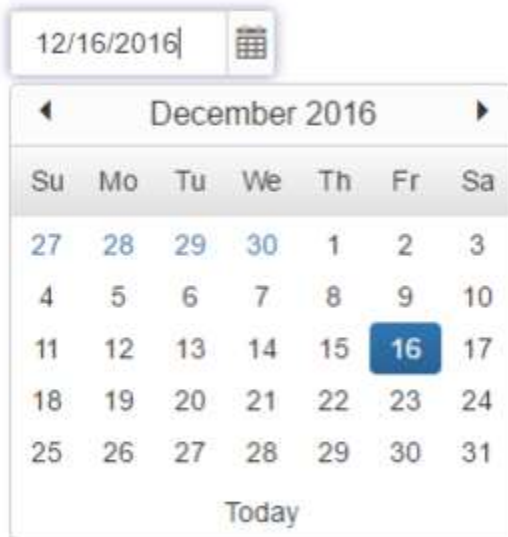 12/16/2016
December 2016
Su Mo Tu We Th Fr Sa
27 28 29 30 1 2 3
4 5 6 7 8 9 10
11 12 13 14 15 16 17
18 19 20 21 22 23 24
25 26 27 28 29 30 31
Today